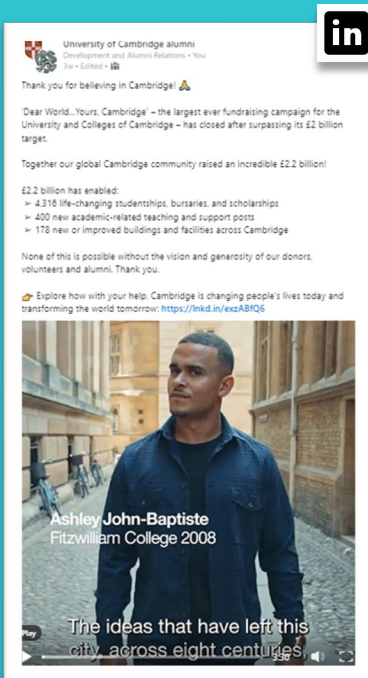 in
University of Cambridge alumni
Development and Alumni Relations • You
3w • Edited •
Thank you for believing in Cambridge! 🙏
'Dear World...Yours, Cambridge' – the largest ever fundraising campaign for the
University and Colleges of Cambridge – has closed after surpassing its £2 billion
target.
Together our global Cambridge community raised an incredible £2.2 billion!
£2.2 billion has enabled:
➢ 4,316 life-changing studentships, bursaries, and scholarships
➢ 400 new academic-related teaching and support posts
➢ 178 new or improved buildings and facilities across Cambridge
None of this is possible without the vision and generosity of our donors,
volunteers and alumni. Thank you.
👉 Explore how with your help, Cambridge is changing people's lives today and
transforming the world tomorrow: https://lnkd.in/exzABfQ6
Ashley John-Baptiste
Fitzwilliam College 2008
Play
The ideas that have left this
city, across eight centuries,